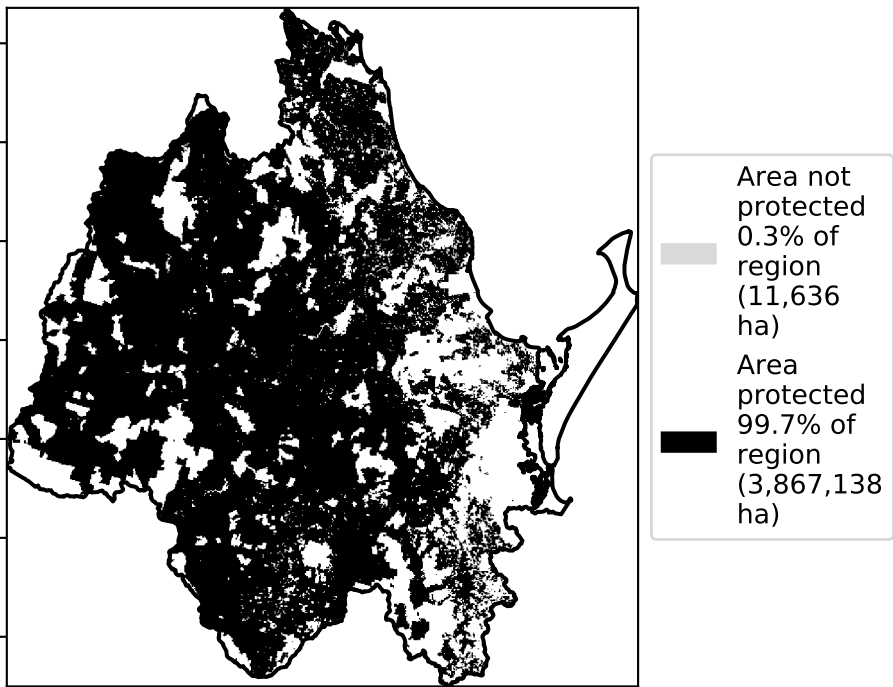 Area not
protected
0.3% of
region
(11,636
ha)
Area
protected
99.7% of
region
(3,867,138
ha)